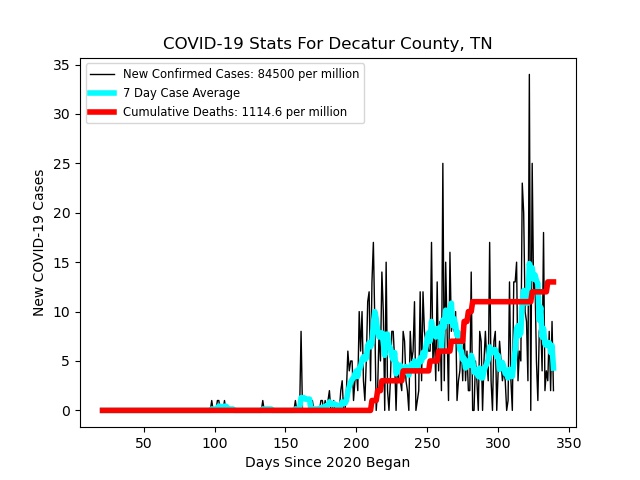 COVID-19 Stats For Decatur County, TN
New Confirmed Cases: 84500 per million
7 Day Case Average
Cumulative Deaths: 1114.6 per million
New COVID-19 Cases
35
30
25
20
15
10
5
0
50 100 150 200 250 300 350
Days Since 2020 Began